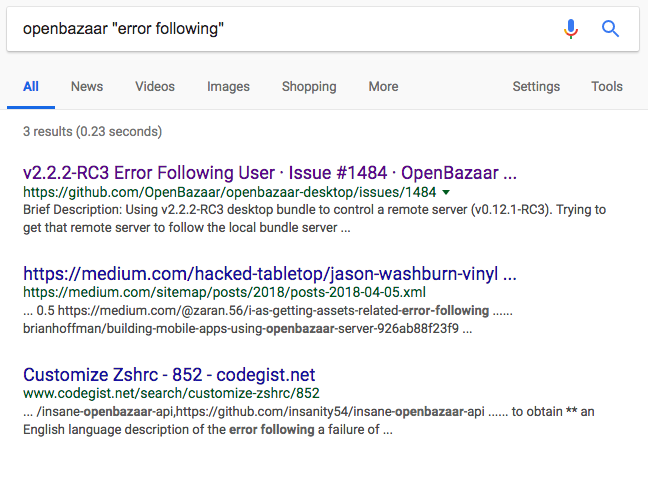 openbazaar "error following"
All News Videos Images Shopping More Settings Tools
3 results (0.23 seconds)
v2.2.2-RC3 Error Following User · Issue #1484 · OpenBazaar ...
https://github.com/OpenBazaar/openbazaar-desktop/issues/1484
Brief Description: Using v2.2.2-RC3 desktop bundle to control a remote server (v0.12.1-RC3). Trying to
get that remote server to follow the local bundle server ...
https://medium.com/hacked-tabletop/jason-washburn-vinyl ...
https://medium.com/sitemap/posts/2018/posts-2018-04-05.xml
... 0.5 https://medium.com/@zaran.56/i-as-getting-assets-related-error-following ......
brianhoffman/building-mobile-apps-using-openbazaar-server-926ab88f23f9 ...
Customize Zshrc - 852 - codegist.net
www.codegist.net/search/customize-zshrc/852
... /insane-openbazaar-api,https://github.com/insanity54/insane-openbazaar-api ...... to obtain ** an
English language description of the error following a failure of ...